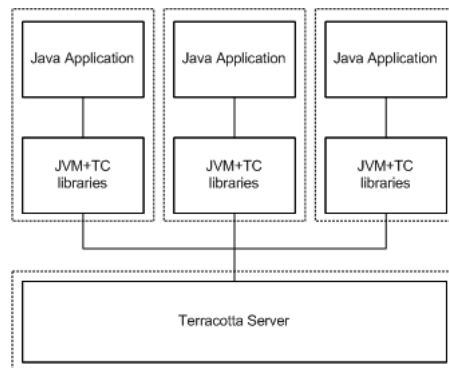 Java Application
Java Application
Java Application
JVM+TC
libraries
JVM+TC
libraries
JVM+TC
libraries
Terracotta Server